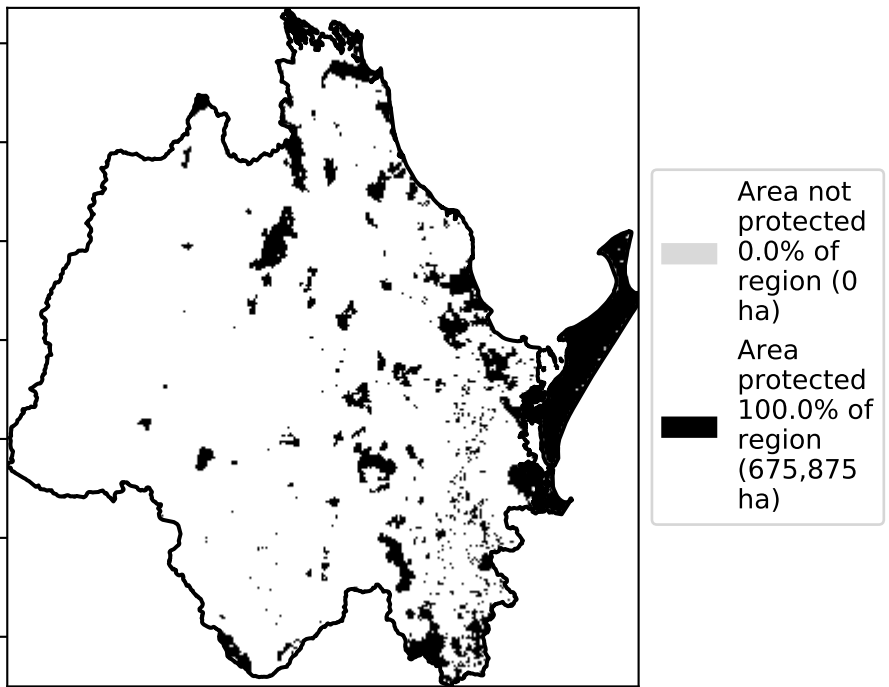 Area not
protected
0.0% of
region (0
ha)
Area
protected
100.0% of
region
(675,875
ha)